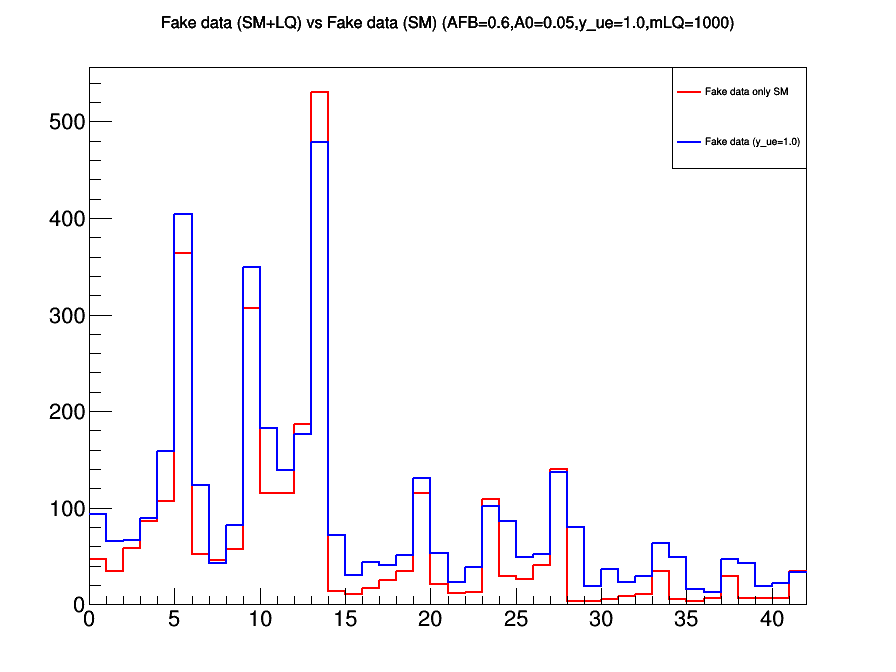 Fake data (SM+LQ) vs Fake data (SM) (AFB=0.6,A0=0.05,y_ue=1.0,mLQ=1000)
Fake data only SM
Fake data (y_ue=1.0)
500
400
300
200
100
0
0 5 10 15 20 25 30 35 40